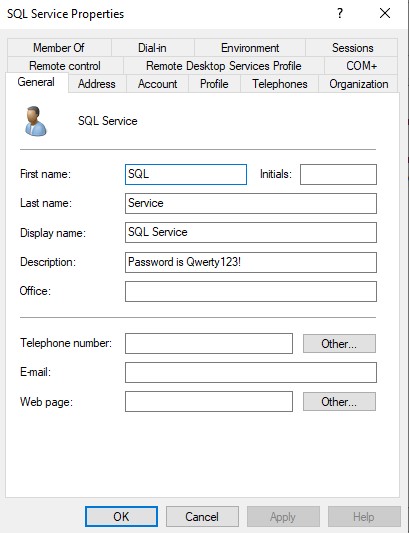 SQL Service Properties
?
Member Of Dial-in Environment Sessions
Remote control Remote Desktop Services Profile COM+
General Address Account Profile Telephones Organization
SQL Service
First name: SQL Initials:
Last name: Service
Display name: SQL Service
Description: Password is Qwerty123!
Office:
Telephone number: Other...
E-mail:
Web page: Other...
OK Cancel Apply Help